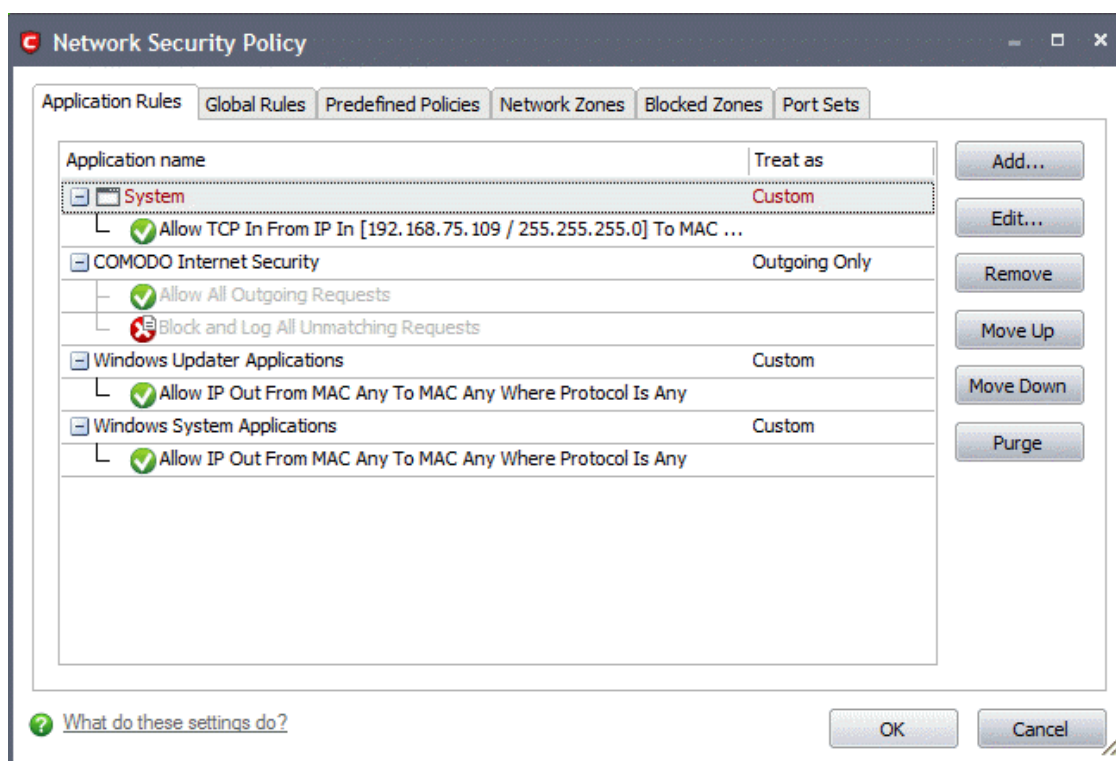 Network Security Policy
Application Rules Global Rules Predefined Policies Network Zones Blocked Zones Port Sets
Application name Treat as
System Custom
Allow TCP In From IP In [192.168.75.109 / 255.255.255.0] To MAC ...
COMODO Internet Security Outgoing Only
Allow All Outgoing Requests
Block and Log All Unmatching Requests
Windows Updater Applications Custom
Allow IP Out From MAC Any To MAC Any Where Protocol Is Any
Windows System Applications Custom
Allow IP Out From MAC Any To MAC Any Where Protocol Is Any
Add...
Edit...
Remove
Move Up
Move Down
Purge
What do these settings do?
OK Cancel